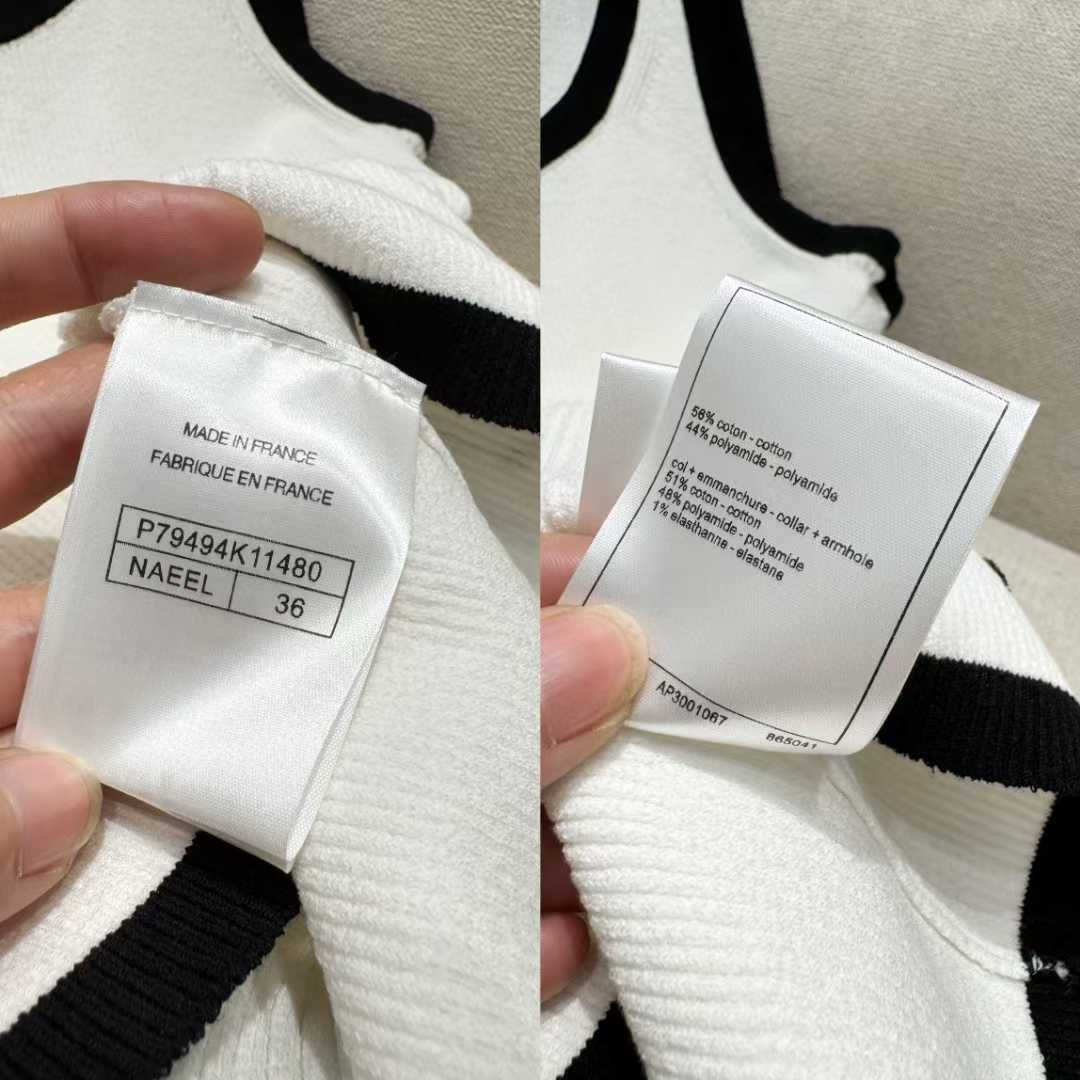 MADE IN FRANCE
FABRIQUE EN FRANCE
P79494K11480
NAEEL 36
56% coton - cotton
44% polyamide - polyamide
col + emmanchure - collar + armhole
51% coton - cotton
48% polyamide - polyamide
1% elasthanne - elastane
AP3001067
865041